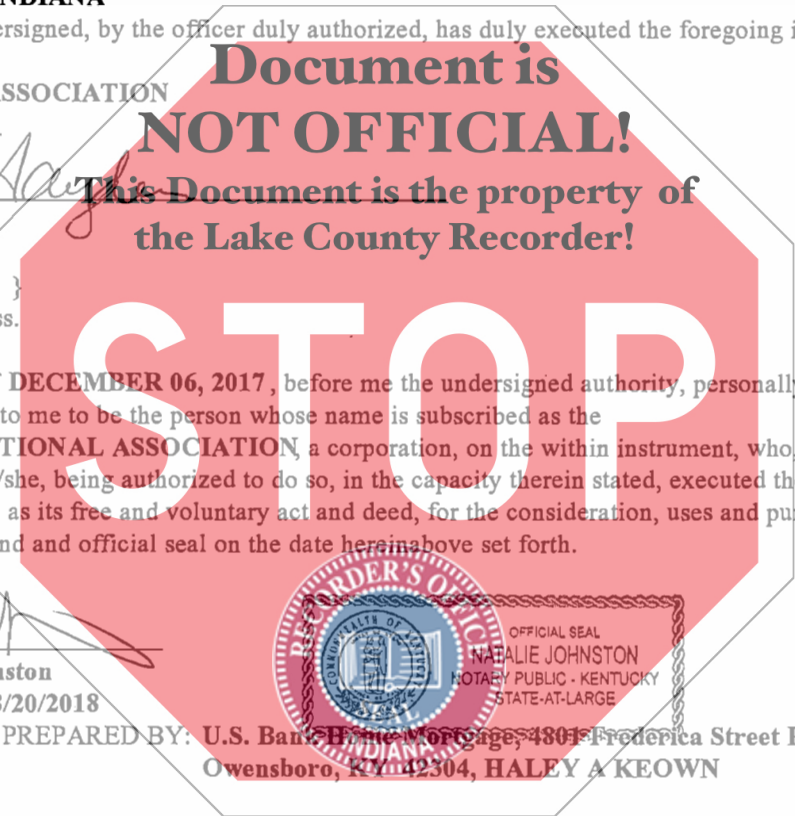 INDIANA
ersigned, by the officer duly authorized, has duly executed the foregoing i
Document is
NOT OFFICIAL!
SSOCIATION
This Document is the property of
the Lake County Recorder!
}
ss.
STOP
DECEMBER 06, 2017, before me the undersigned authority, personally
to me to be the person whose name is subscribed as the
TIONAL ASSOCIATION, a corporation, on the within instrument, who,
/she, being authorized to do so, in the capacity therein stated, executed th
as its free and voluntary act and deed, for the consideration, uses and pu
nd and official seal on the date hereinabove set forth.
RECORDER'S OFFICE
COMMONWEALTH OF KENTUCKY
SEAL
INDIANA
OFFICIAL SEAL
NATALIE JOHNSTON
NOTARY PUBLIC - KENTUCKY
STATE-AT-LARGE
nston
/20/2018
PREPARED BY: U.S. Bank Home Mortgage, 4801 Frederica Street
Owensboro, KY 42304, HALEY A KEOWN